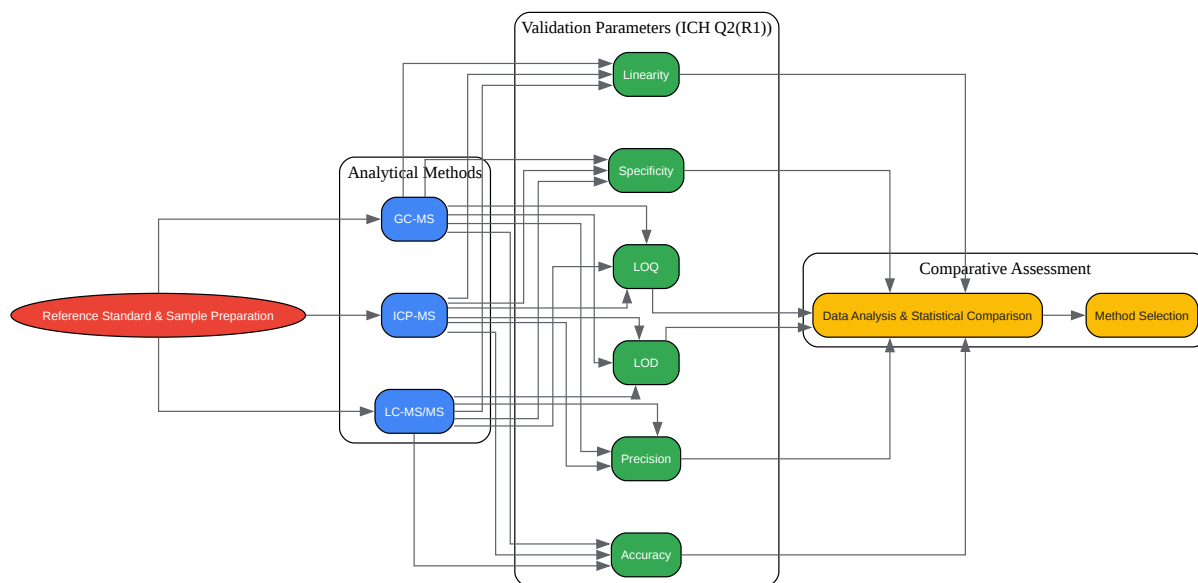 Validation Parameters (ICH Q2(R1))
Linearity
Analytical Methods
Specificity
GC-MS
LOQ
Comparative Assessment
Reference Standard & Sample Preparation
ICP-MS
Data Analysis & Statistical Comparison
Method Selection
LOD
LC-MS/MS
Precision
Accuracy